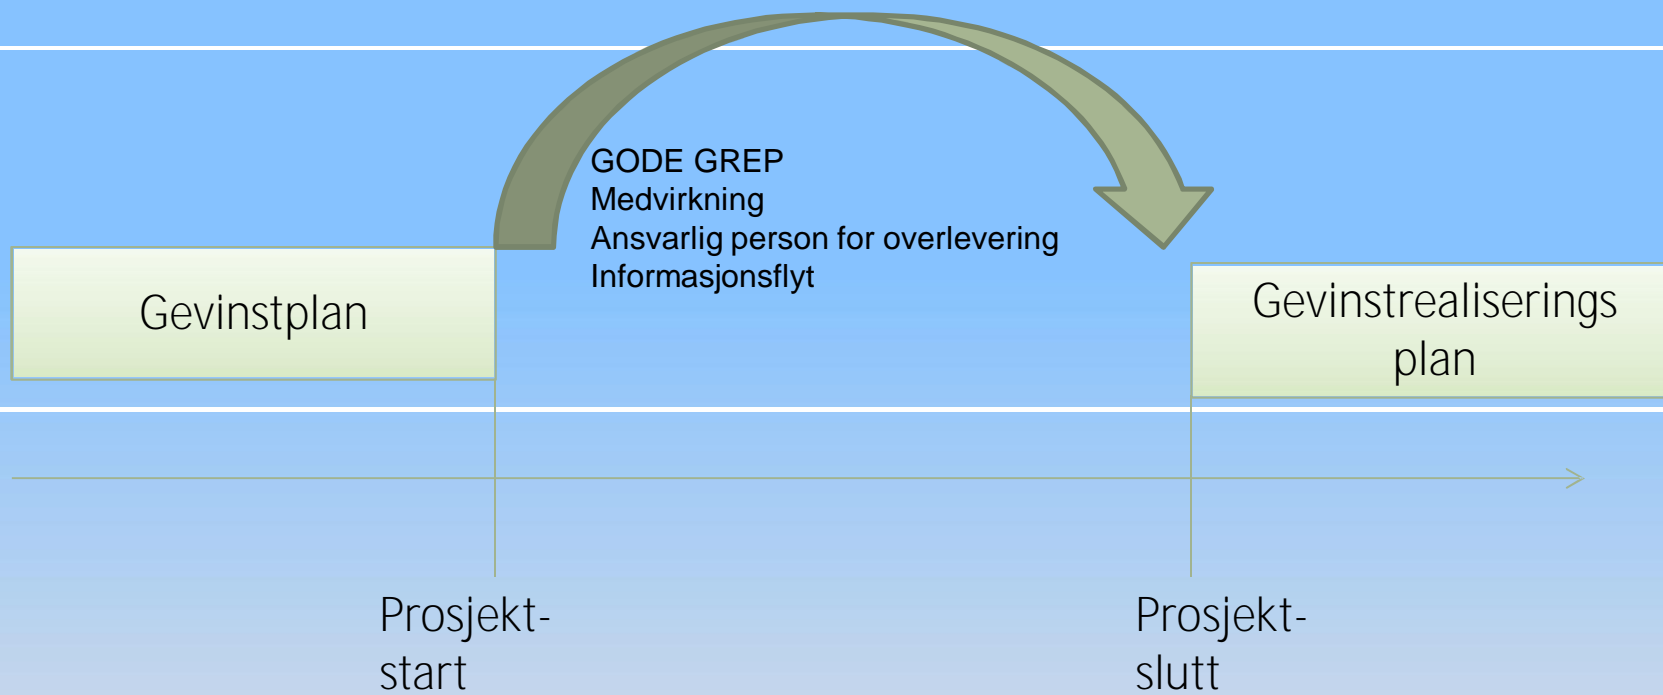 GODE GREP
Medvirkning
Ansvarlig person for overlevering
Informasjonsflyt
Gevinstplan
Gevinstrealiserings
plan
Prosjekt-
start
Prosjekt-
slutt